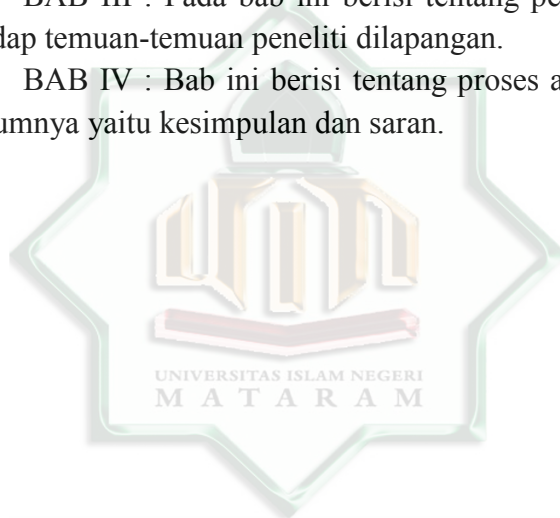 BAB III : Pada bab ini berisi tentang pe
dap temuan-temuan peneliti dilapangan.
BAB IV : Bab ini berisi tentang proses a
umnya yaitu kesimpulan dan saran.
UNIVERSITAS ISLAM NEGERI
MATARAM